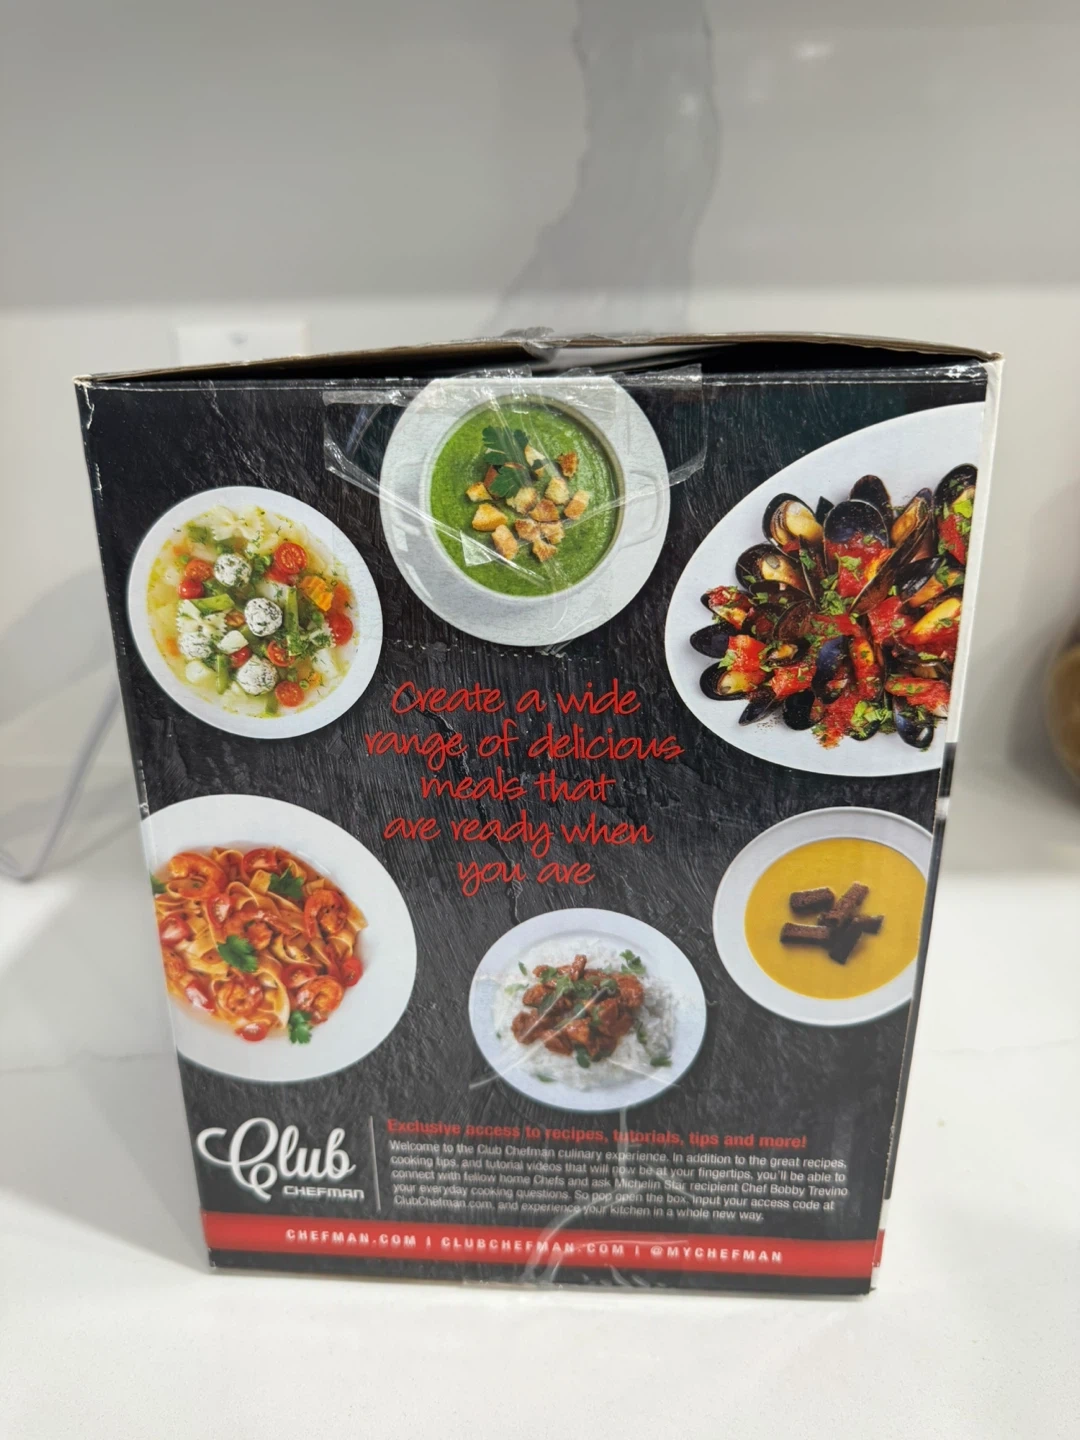 Create a wide
range of delicious
meals that
are ready when
you are
Club
CHEFMAN
Exclusive access to recipes, tutorials, tips and more!
Welcome to the Club Chefman culinary experience. In addition to the great recipes,
cooking tips, and tutorial videos that will now be at your fingertips, you'll be able to
connect with fellow home Chefs and ask Michelin Star recipient Chef Bobby Trevino
your everyday cooking questions. So pop open the box, input your access code at
ClubChefman.com, and experience your kitchen in a whole new way.
CHEFMAN.COM | CLUBCHEFMAN.COM | @MYCHEFMAN